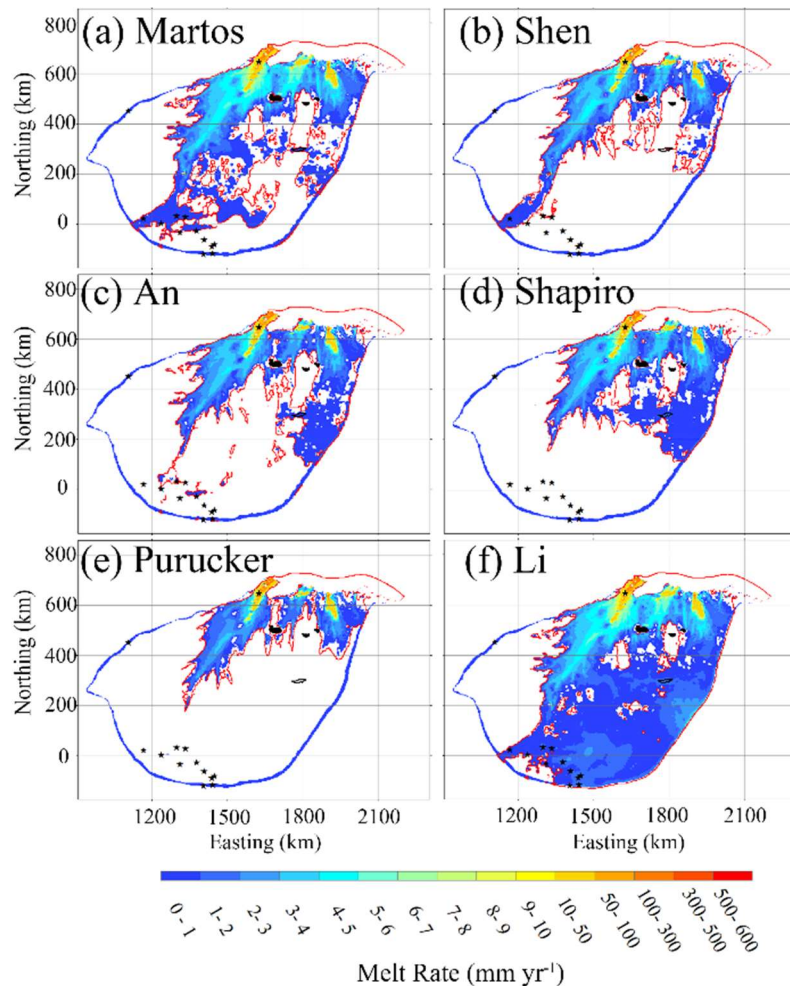 (a) Martos
(b) Shen
800
600
400
200
0
Northing (km)
(c) An
(d) Shapiro
800
600
400
200
0
Northing (km)
(e) Purucker
(f) Li
800
600
400
200
0
Northing (km)
1200 1500 1800 2100
1200 1500 1800 2100
Easting (km)
Easting (km)
0 - 1
1 - 2
2 - 3
3 - 4
4 - 5
5 - 6
6 - 7
7 - 8
8 - 9
9 - 10
10 - 50
50 - 100
100 - 300
300 - 500
500 - 600
Melt Rate (mm yr⁻¹)